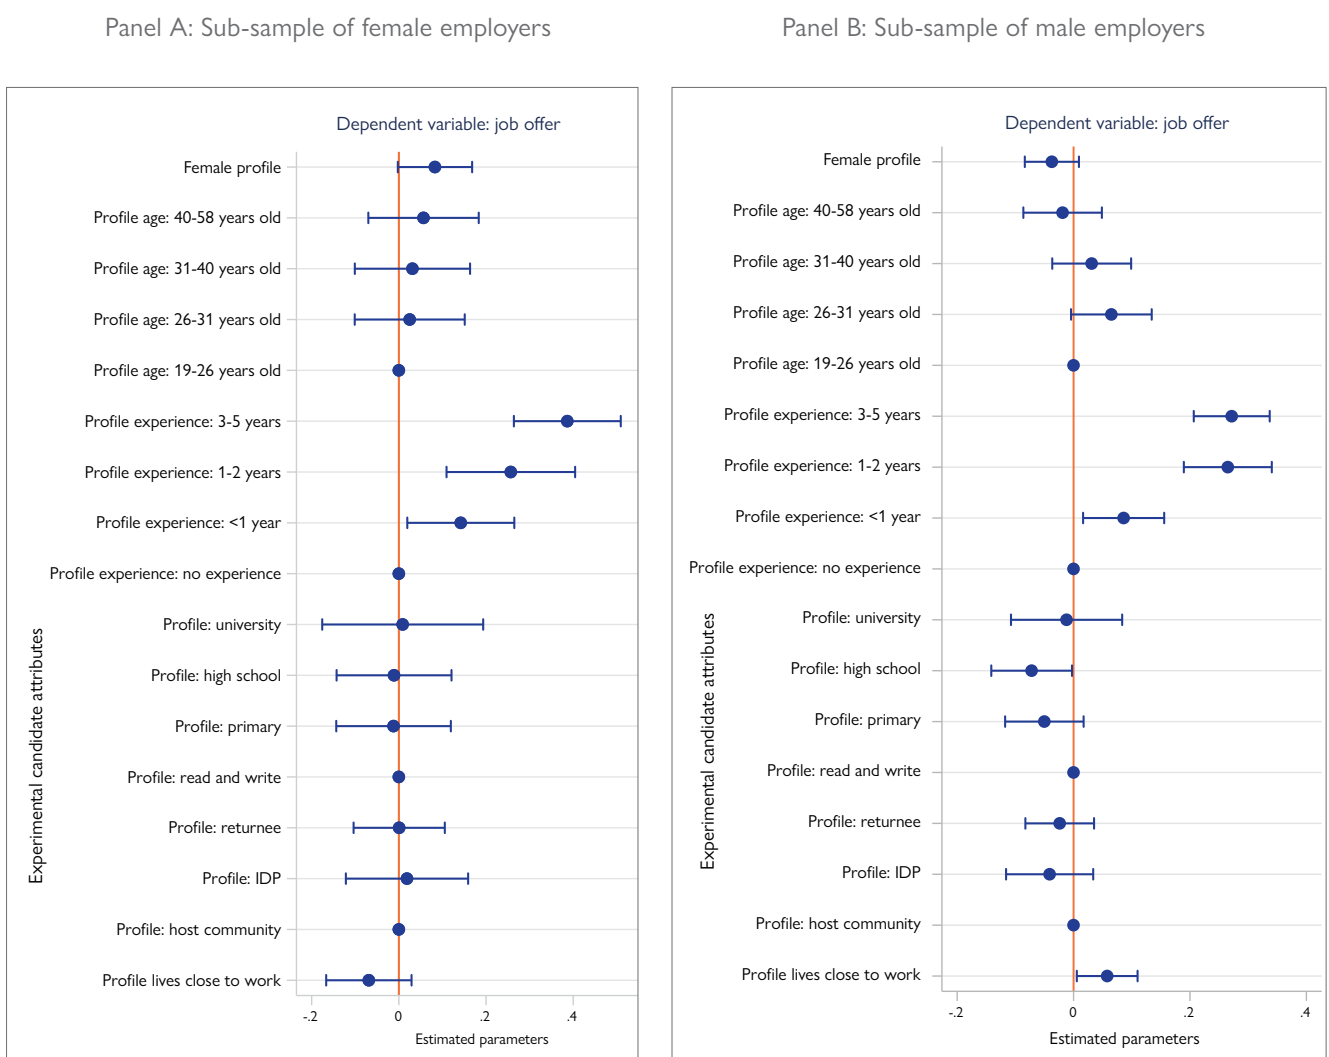 Panel A: Sub-sample of female employers
Dependent variable: job offer
Female profile
Profile age: 40-58 years old
Profile age: 31-40 years old
Profile age: 26-31 years old
Profile age: 19-26 years old
Profile experience: 3-5 years
Profile experience: 1-2 years
Profile experience: <1 year
Profile experience: no experience
Profile: university
Profile: high school
Profile: primary
Profile: read and write
Profile: returnee
Profile: IDP
Profile: host community
Profile lives close to work
Experimental candidate attributes
-.2 0 .2 .4
Estimated parameters
Panel B: Sub-sample of male employers
Dependent variable: job offer
Female profile
Profile age: 40-58 years old
Profile age: 31-40 years old
Profile age: 26-31 years old
Profile age: 19-26 years old
Profile experience: 3-5 years
Profile experience: 1-2 years
Profile experience: <1 year
Profile experience: no experience
Profile: university
Profile: high school
Profile: primary
Profile: read and write
Profile: returnee
Profile: IDP
Profile: host community
Profile lives close to work
Experimental candidate attributes
-.2 0 .2 .4
Estimated parameters